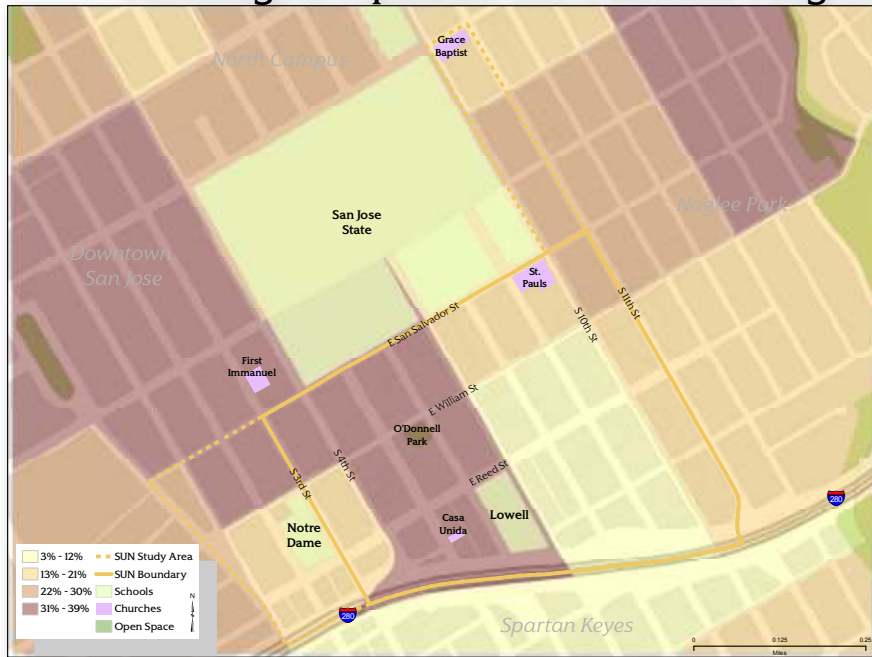 Grace
Baptist
North Campus
San Jose
State
Naglee Park
Downtown
San Jose
St.
Pauls
S 11th St
S 10th St
E San Salvador St
First
Immanuel
E William St
O'Donnell
Park
S 4th St
E Reed St
S 3rd St
280
Lowell
Casa
Unida
Notre
Dame
3% - 12%
13% - 21%
22% - 30%
31% - 39%
SUN Study Area
SUN Boundary
Schools
Churches
Open Space
N
280
Spartan Keyes
0 0.125 0.25
Miles